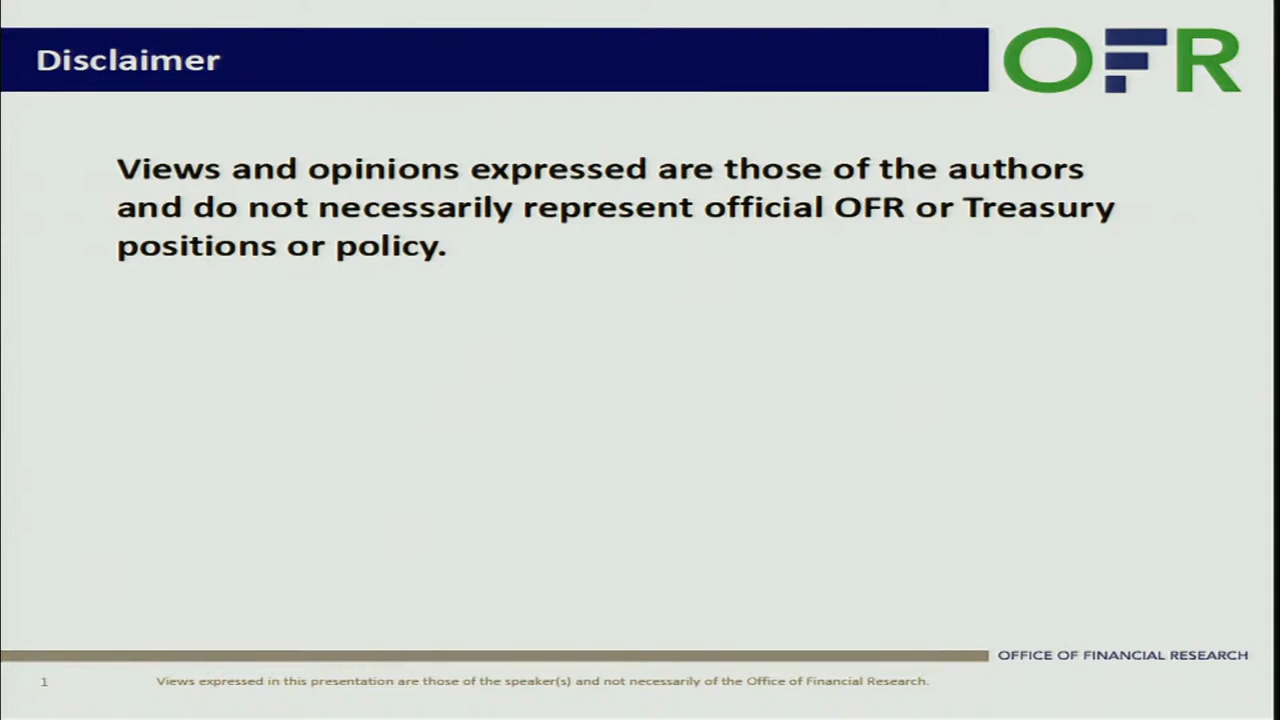 Disclaimer
OFR
Views and opinions expressed are those of the authors
and do not necessarily represent official OFR or Treasury
positions or policy.
OFFICE OF FINANCIAL RESEARCH
1
Views expressed in this presentation are those of the speaker(s) and not necessarily of the Office of Financial Research.